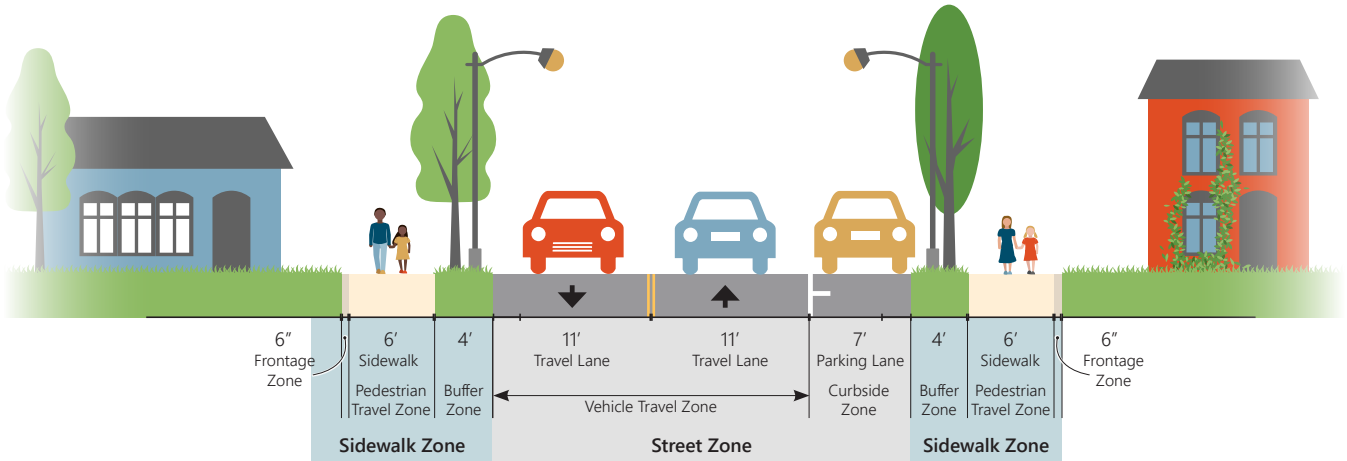 6”
Frontage
Zone
6’
Sidewalk
Pedestrian
Travel Zone
4’
Buffer
Zone
11’
Travel Lane
11’
Travel Lane
Vehicle Travel Zone
7’
Parking Lane
Curbside
Zone
4’
Buffer
Zone
6’
Sidewalk
Pedestrian
Travel Zone
6”
Frontage
Zone
Sidewalk Zone
Street Zone
Sidewalk Zone